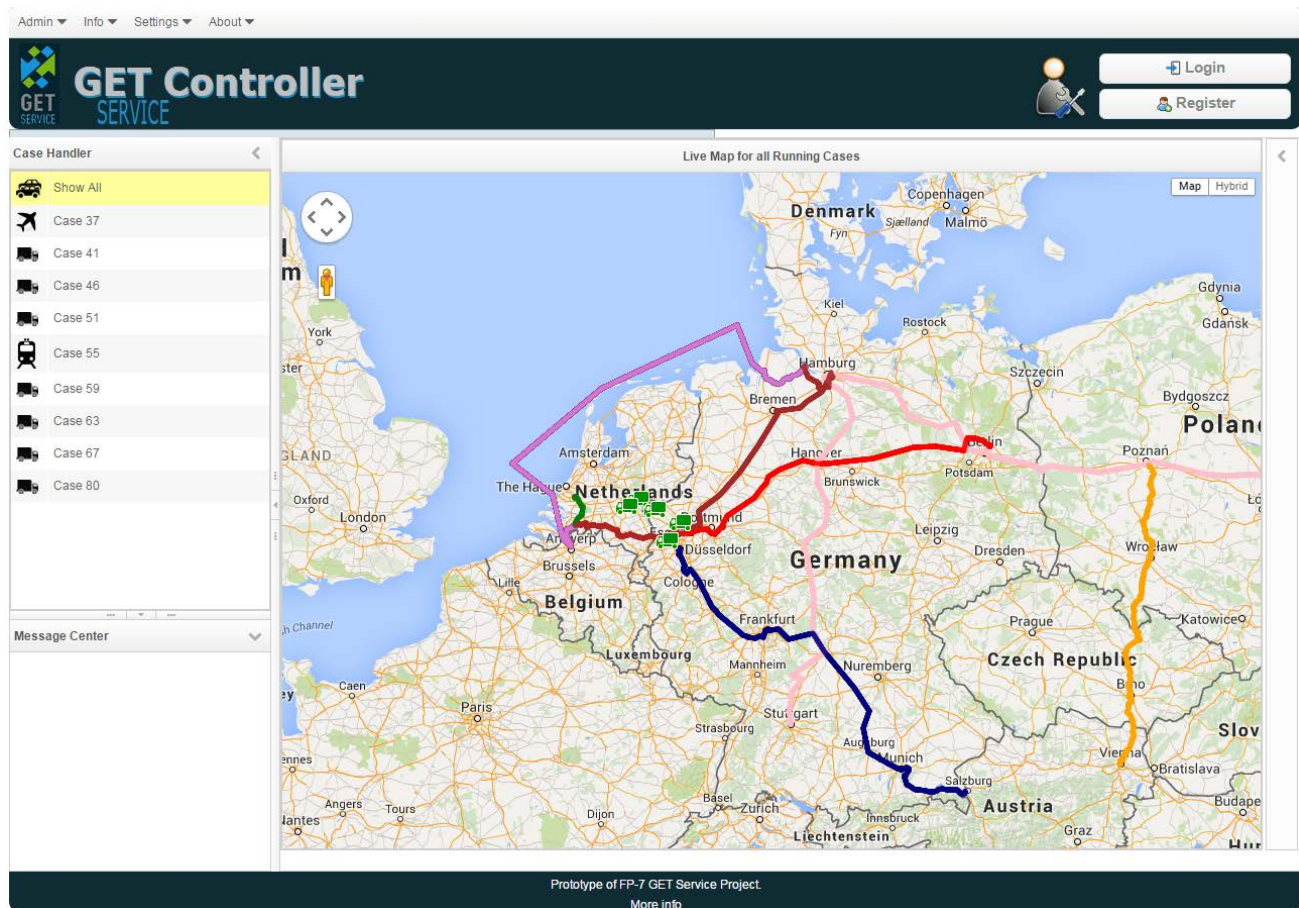 Admin Info Settings About
GET
SERVICE
GET Controller
SERVICE
Login
Register
Case Handler
Show All
Case 37
Case 41
Case 46
Case 51
Case 55
Case 59
Case 63
Case 67
Case 80
Message Center
Live Map for all Running Cases
Map Hybrid
Copenhagen
Denmark
Sjælland Malmö
Fyn
Gdynia
Kiel
Gdańsk
Rostock
York
Hamburg
Szczecin
Bremen
Bydgoszcz
Poznań
Amsterdam
Hanover
Berlin
GLAND
Potsdam
Brunswick
The Hague Netherlands
Oxford
London
Leipzig
Antwerp
Düsseldorf
Dresden
Wrocław
Brussels
Germany
Lille
Cologne
Belgium
Frankfurt
Prague
Katowice
Luxembourg
Mannheim
Nuremberg
Czech Republic
Caen
Brno
Paris
Stuttgart
Strasbourg
Augsburg
Munich
Vienna
Bratislava
Salzburg
Angers
Tours
Dijon
Basel
Zurich
Innsbruck
Austria
Liechtenstein
Graz
Prototype of FP-7 GET Service Project.
More info